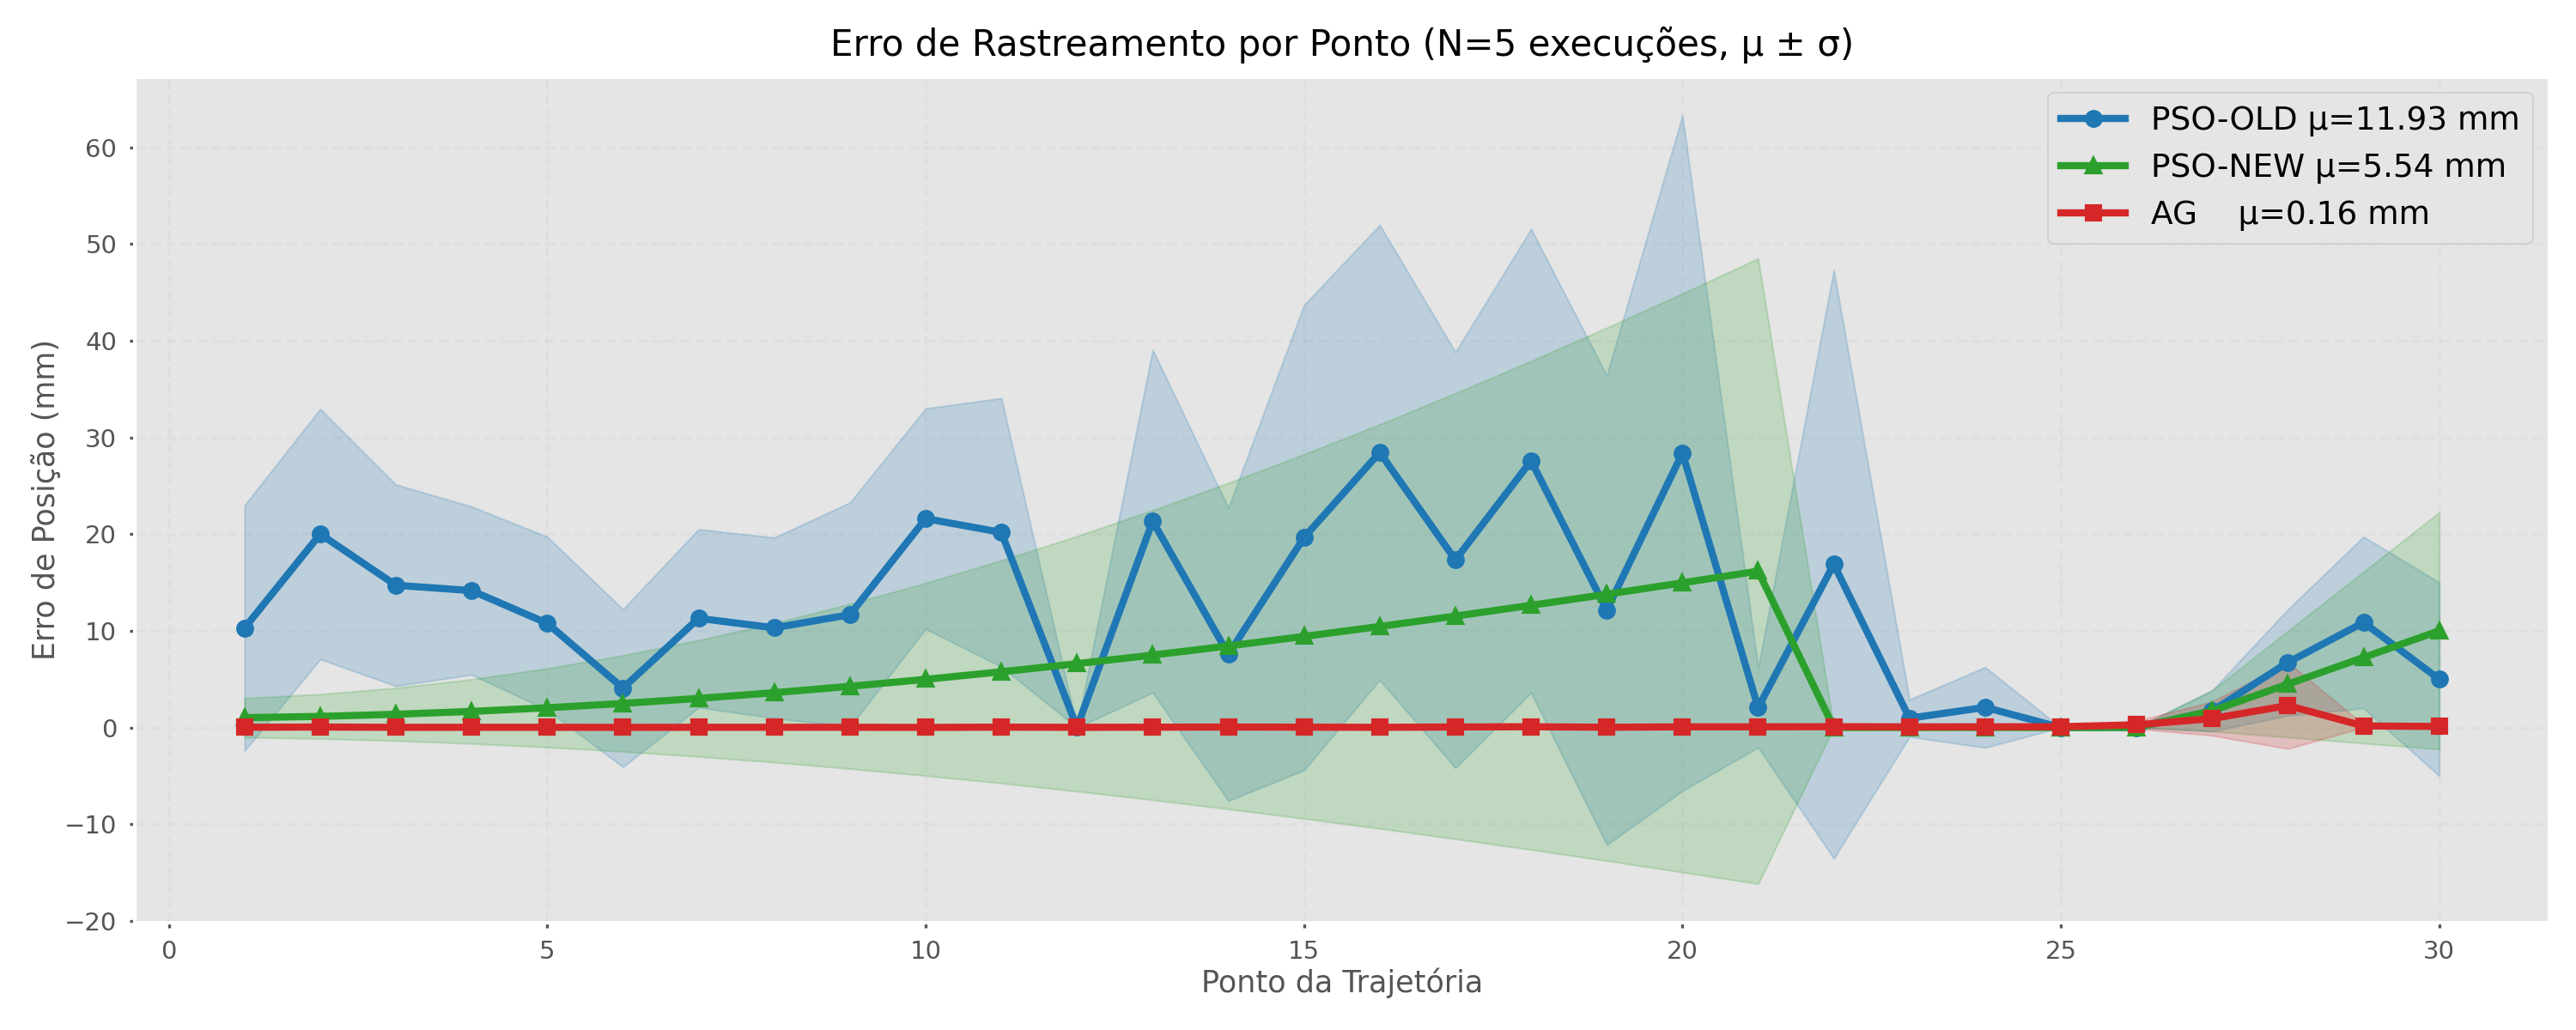 Erro de Rastreamento por Ponto (N=5 execuções, μ ± σ)
PSO-OLD μ=11.93 mm
PSO-NEW μ=5.54 mm
AG    μ=0.16 mm
Erro de Posição (mm)
60
50
40
30
20
10
0
−10
−20
0 5 10 15 20 25 30
Ponto da Trajetória